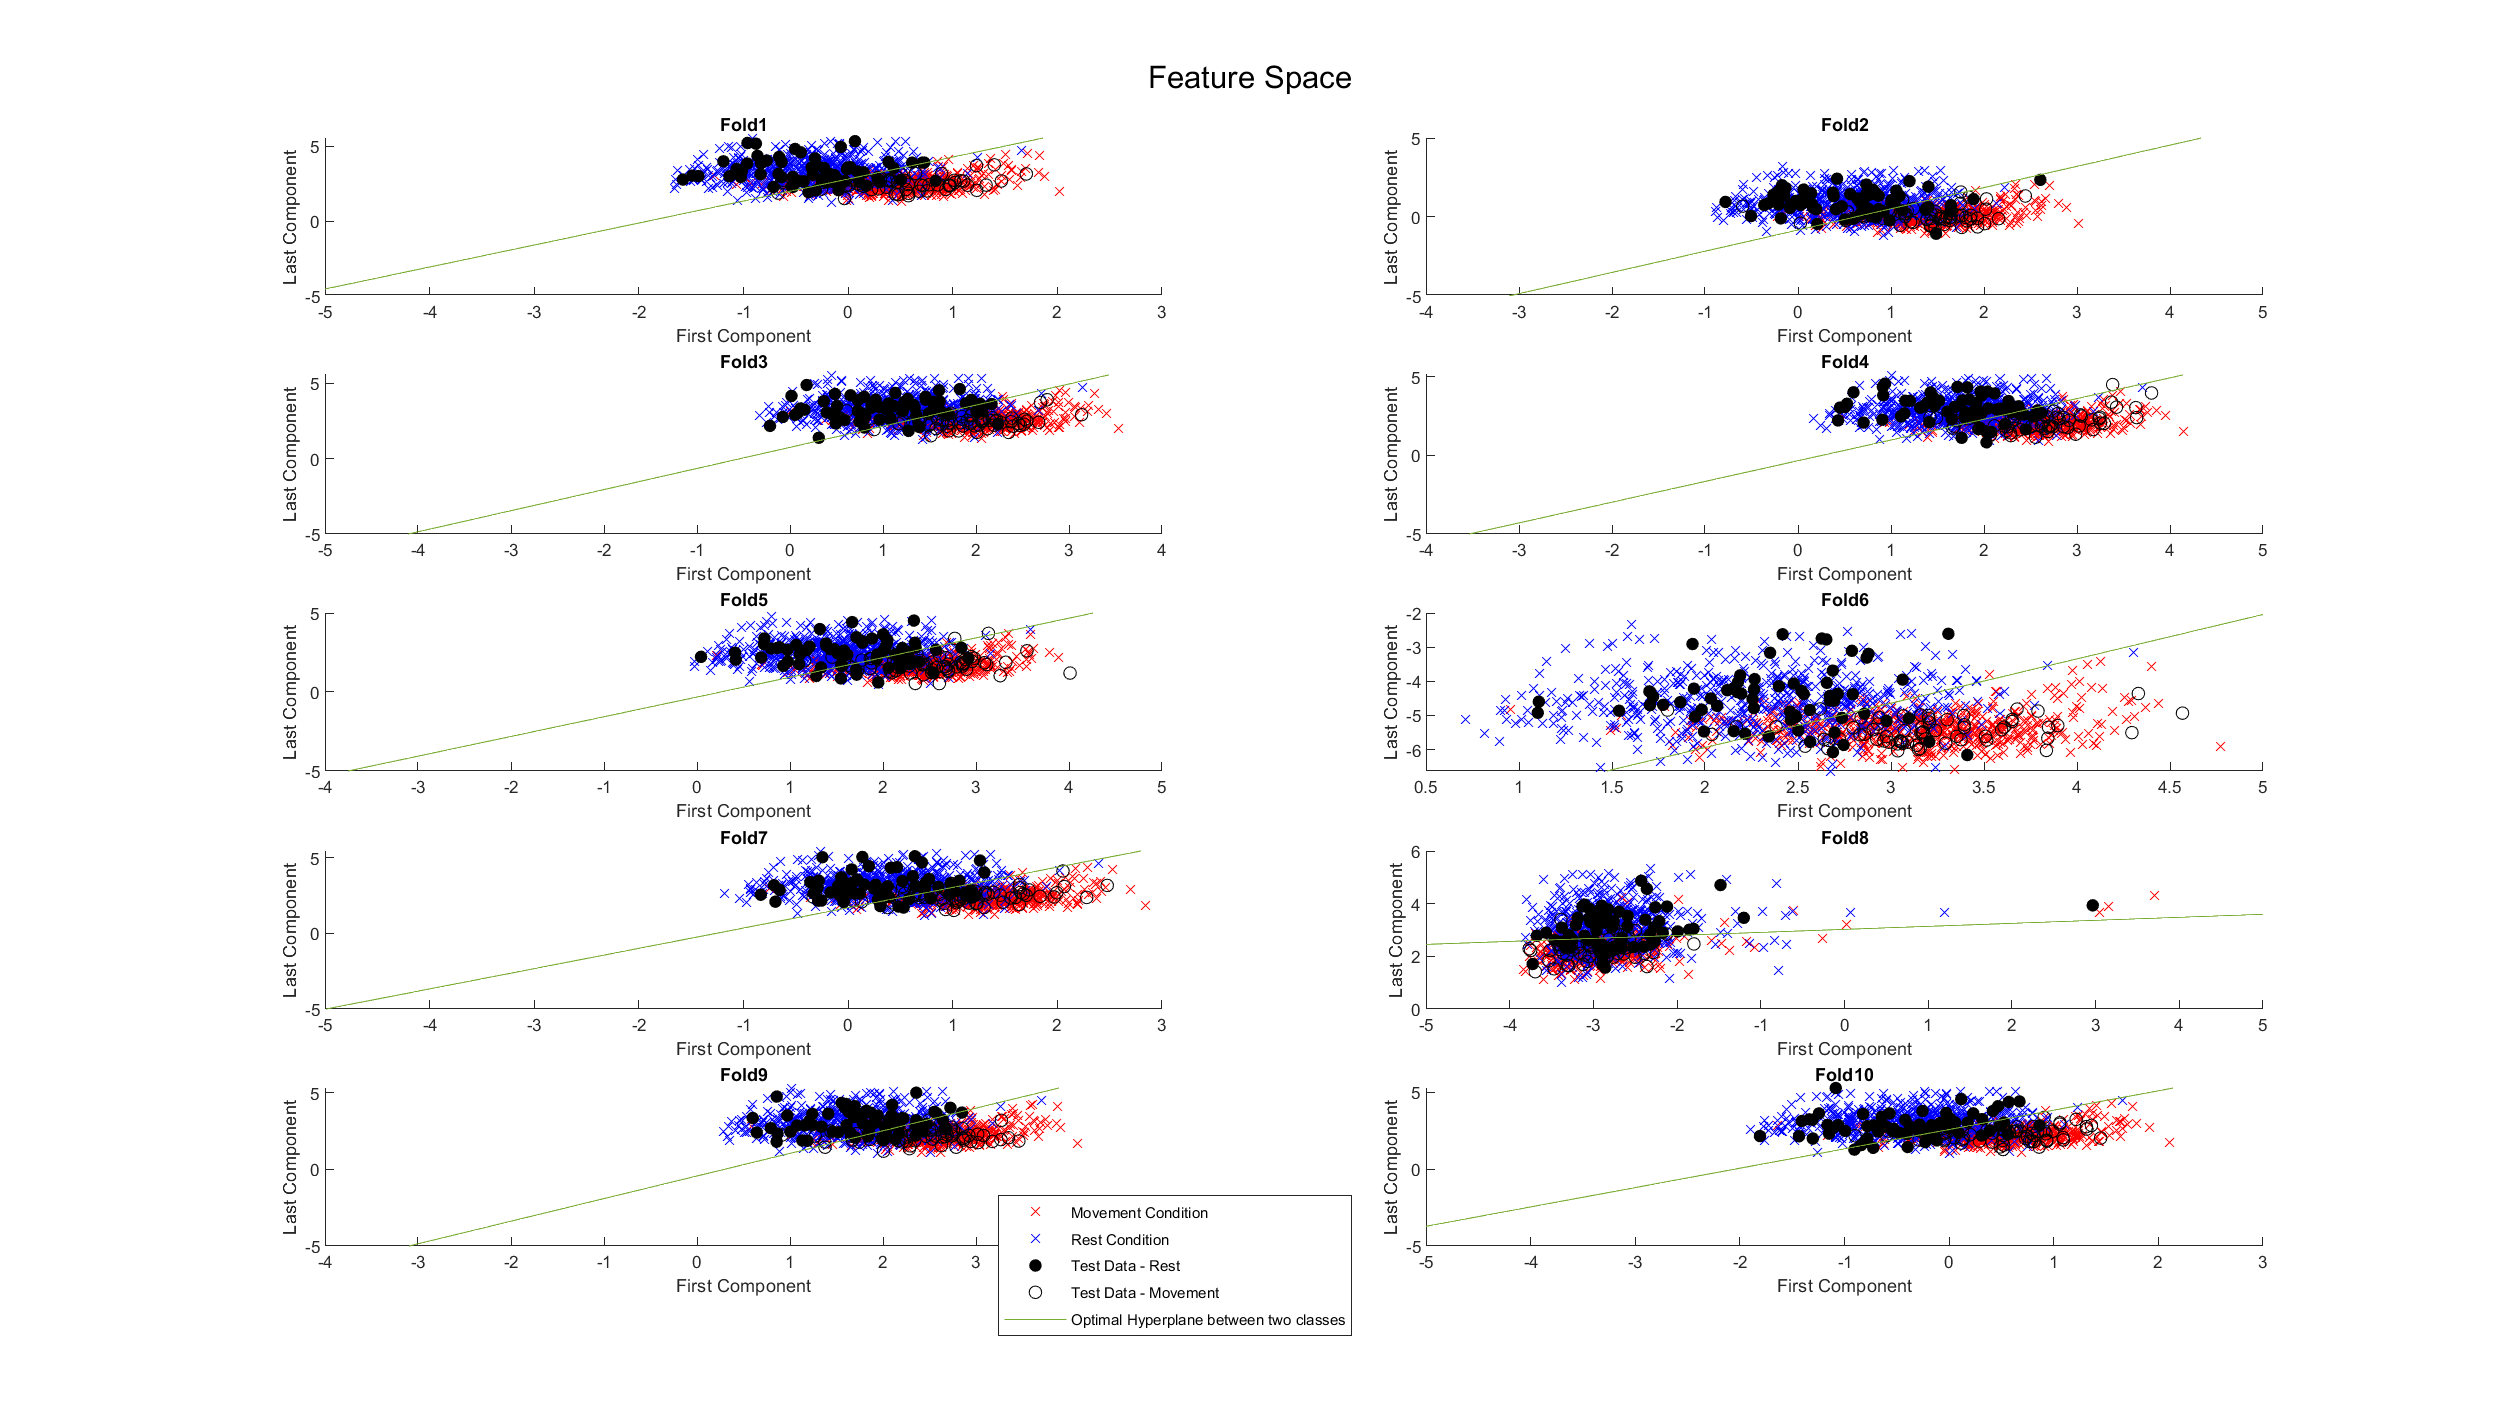 Feature Space
Fold1
Last Component
5
0
-5
-5 -4 -3 -2 -1 0 1 2 3
First Component
Fold2
Last Component
5
0
-5
-4 -3 -2 -1 0 1 2 3 4 5
First Component
Fold3
Last Component
5
0
-5
-5 -4 -3 -2 -1 0 1 2 3 4
First Component
Fold4
Last Component
5
0
-5
-4 -3 -2 -1 0 1 2 3 4 5
First Component
Fold5
Last Component
5
0
-5
-4 -3 -2 -1 0 1 2 3 4 5
First Component
Fold6
Last Component
-2
-3
-4
-5
-6
0.5 1 1.5 2 2.5 3 3.5 4 4.5 5
First Component
Fold7
Last Component
5
0
-5
-5 -4 -3 -2 -1 0 1 2 3
First Component
Fold8
Last Component
6
4
2
0
-5 -4 -3 -2 -1 0 1 2 3 4 5
First Component
Fold9
Last Component
5
0
-5
-4 -3 -2 -1 0 1 2 3
First Component
Fold10
Last Component
5
0
-5
-5 -4 -3 -2 -1 0 1 2 3
First Component
Movement Condition
Rest Condition
Test Data - Rest
Test Data - Movement
Optimal Hyperplane between two classes